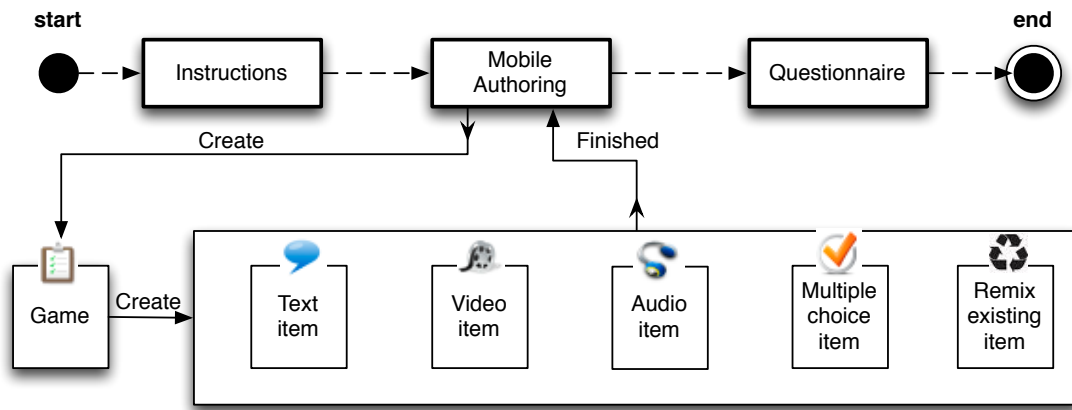 start
end
Instructions
Mobile
Authoring
Questionnaire
Create
Finished
Game
Create
Text
item
Video
item
Audio
item
Multiple
choice
item
Remix
existing
item